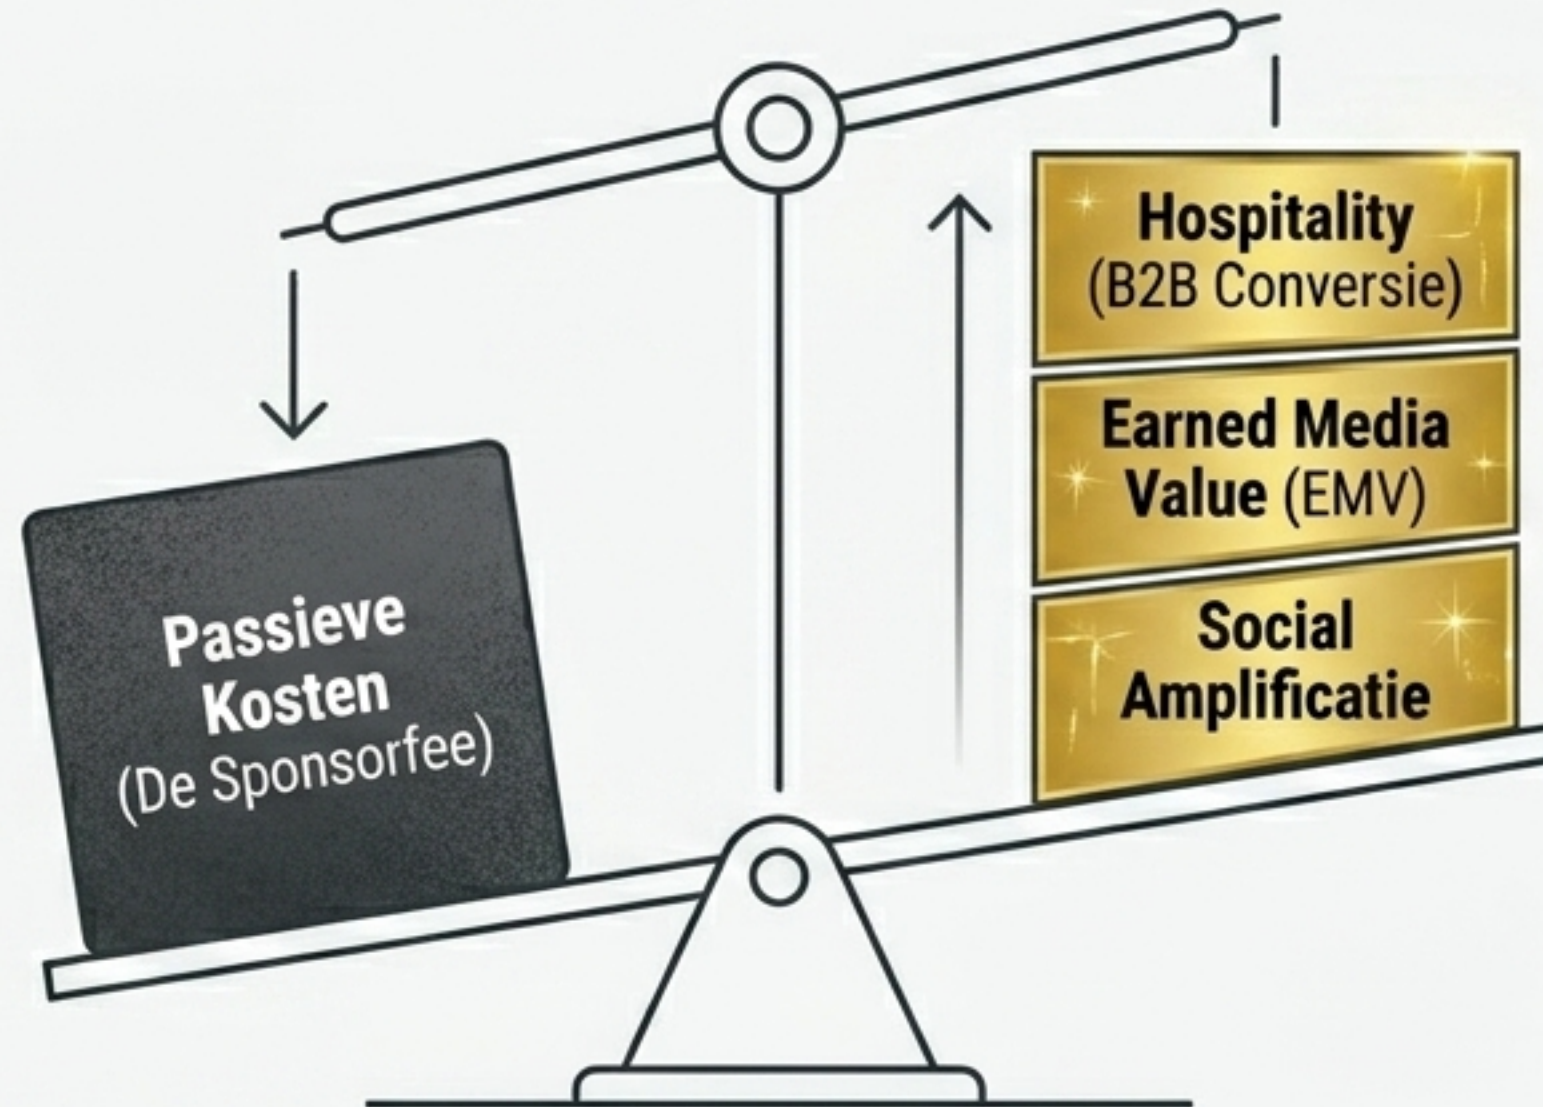 Passieve
Kosten
(De Sponsorfee)
Hospitality
(B2B Conversie)
Earned Media
Value (EMV)
Social
Amplificatie